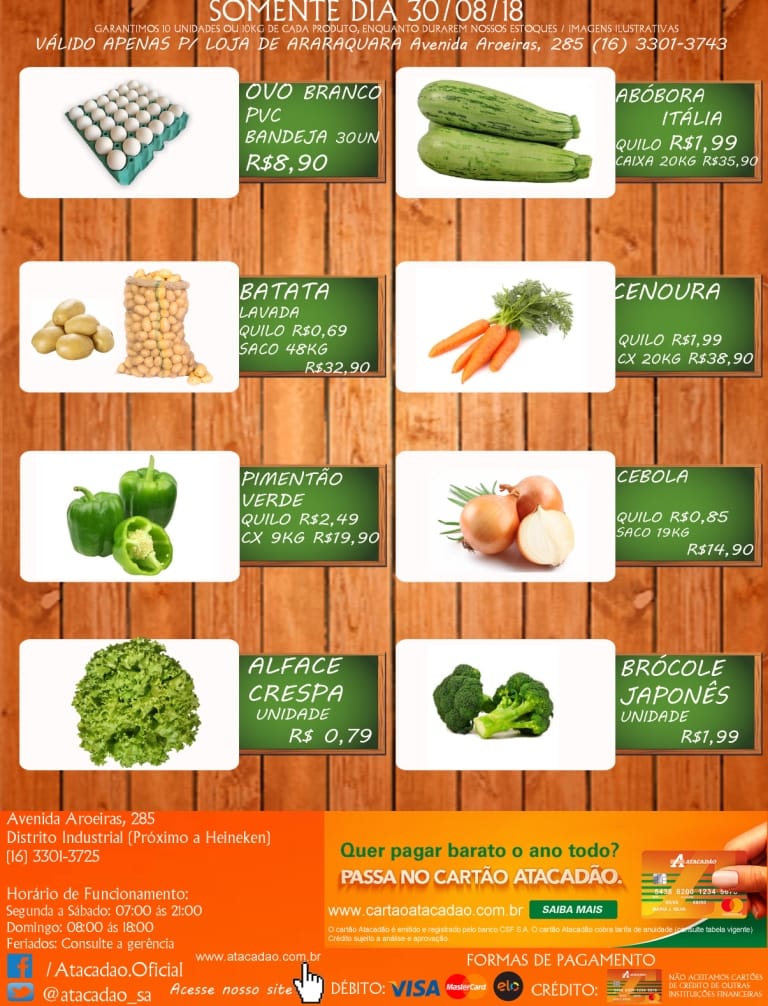 SOMENTE DIA 30/08/18
GARANTIMOS 10 UNIDADES OU 10KG DE CADA PRODUTO, ENQUANTO DURAREM NOSSOS ESTOQUES / IMAGENS ILUSTRATIVAS
VÁLIDO APENAS P/ LOJA DE ARARAQUARA Avenida Aroeiras, 285 (16) 3301-3743
OVO BRANCO
PVC
BANDEJA 30UN
R$8,90
ABÓBORA
ITÁLIA
QUILO R$1,99
CAIXA 20KG R$35,90
BATATA
LAVADA
QUILO R$0,69
SACO 48KG
R$32,90
CENOURA
QUILO R$1,99
CX 20KG R$38,90
PIMENTÃO
VERDE
QUILO R$2,49
CX 9KG R$19,90
CEBOLA
QUILO R$0,85
SACO 19KG
R$14,90
ALFACE
CRESPA
UNIDADE
R$ 0,79
BRÓCOLE
JAPONÊS
UNIDADE
R$1,99
Avenida Aroeiras, 285
Distrito Industrial (Próximo a Heineken)
(16) 3301-3725
Horário de Funcionamento:
Segunda a Sábado: 07:00 ás 21:00
Domingo: 08:00 ás 18:00
Feriados: Consulte a gerência
/Atacadao.Oficial
@atacadao_sa
www.atacadao.com.br
Acesse nosso site
Quer pagar barato o ano todo?
PASSA NO CARTÃO ATACADÃO.
www.cartaoatacadao.com.br SAIBA MAIS
O cartão Atacadão é emitido e registrado pelo banco CSF S.A. O cartão Atacadão cobra tarifa de anuidade (consulte tabela vigente)
Crédito sujeito a análise e aprovação.
ATACADÃO
MasterCard
FORMAS DE PAGAMENTO
DÉBITO: VISA MasterCard elo CRÉDITO:
NÃO ACEITAMOS CARTÕES
DE CRÉDITO DE OUTRAS
INSTITUIÇÕES FINANCEIRAS